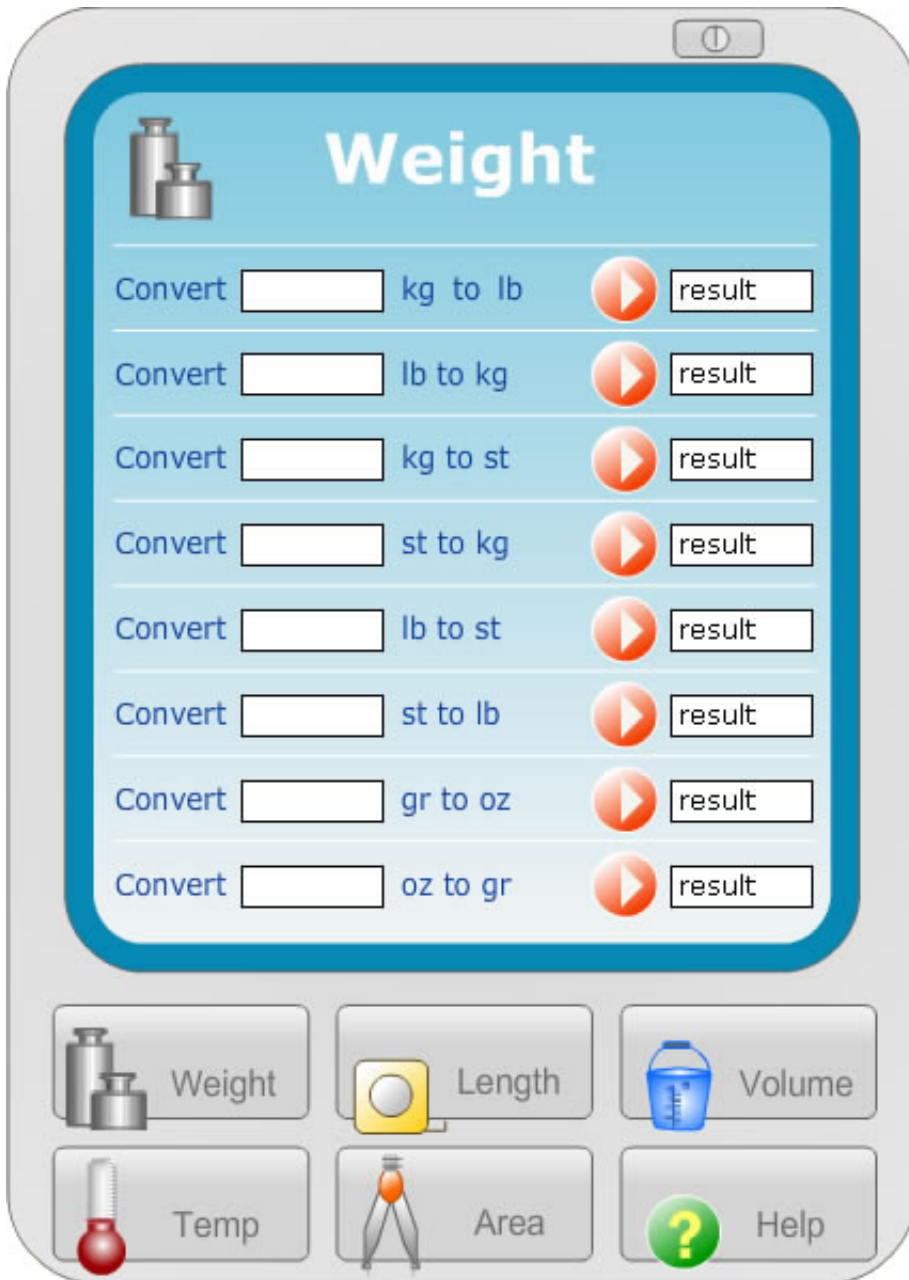 Weight
Convert kg to lb result
Convert lb to kg result
Convert kg to st result
Convert st to kg result
Convert lb to st result
Convert st to lb result
Convert gr to oz result
Convert oz to gr result
Weight Length Volume
Temp Area ? Help